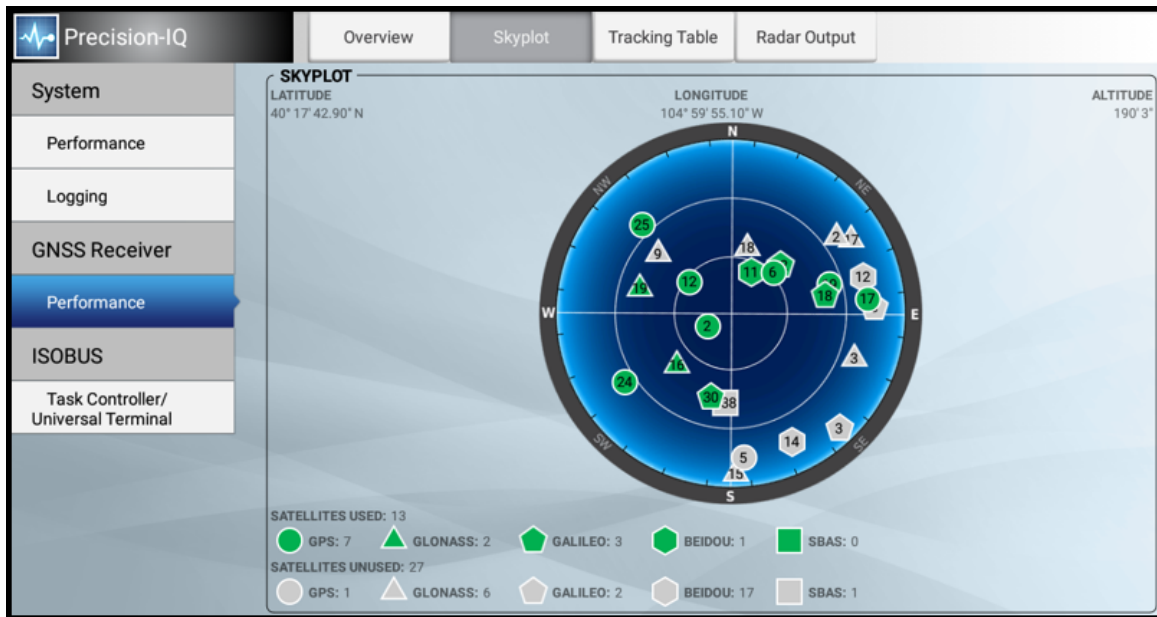 Precision-IQ
Overview
Skyplot
Tracking Table
Radar Output
System
Performance
Logging
GNSS Receiver
Performance
ISOBUS
Task Controller/
Universal Terminal
SKYPLOT
LATITUDE
40° 17' 42.90" N
LONGITUDE
104° 59' 55.10" W
ALTITUDE
190' 3"
N
NW
NE
25
18
2
17
9
11
6
12
12
19
18
17
W
E
2
3
16
24
30
38
3
14
5
15
SW
SE
S
SATELLITES USED: 13
GPS: 7 GLONASS: 2 GALILEO: 3 BEIDOU: 1 SBAS: 0
SATELLITES UNUSED: 27
GPS: 1 GLONASS: 6 GALILEO: 2 BEIDOU: 17 SBAS: 1